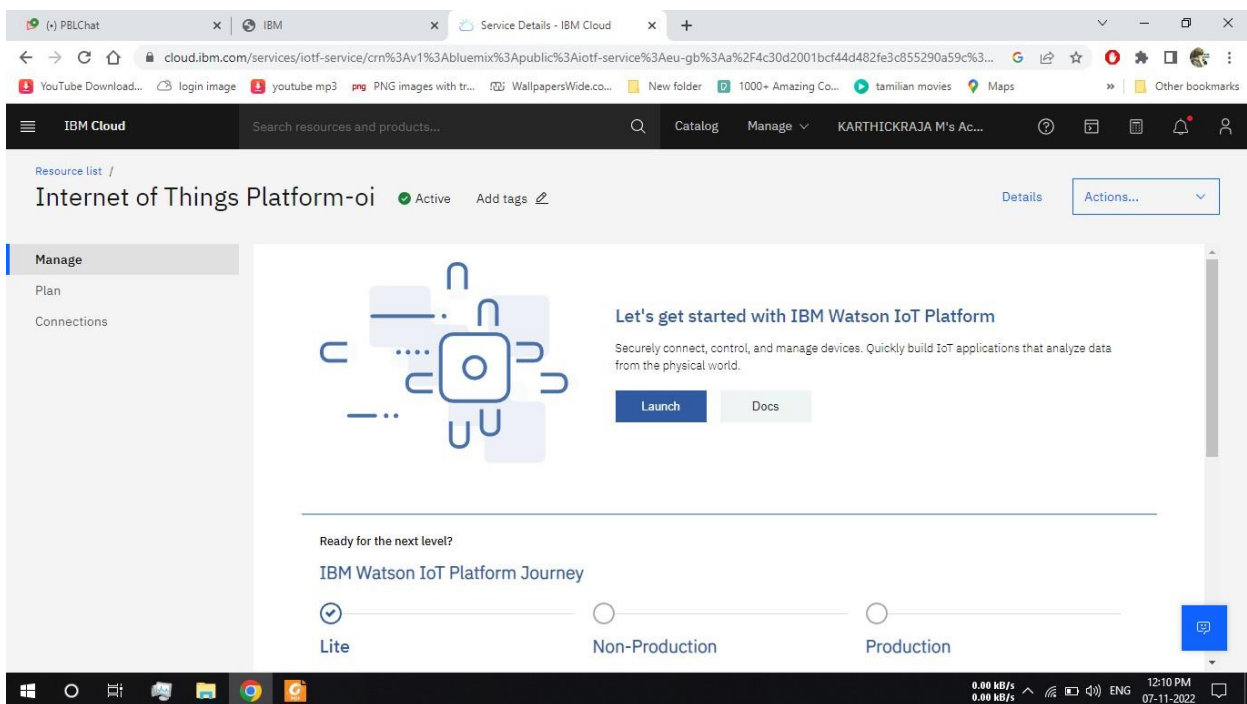 (•) PBLChat
IBM
Service Details - IBM Cloud
cloud.ibm.com/services/iotf-service/crn%3Av1%3Abluemix%3Apublic%3Aiotf-service%3Aeu-gb%3Aa%2F4c30d2001bcf44d482fe3c855290a59c%3...
YouTube Download... login image youtube mp3 png PNG images with tr... WallpapersWide.co... New folder 1000+ Amazing Co... tamilian movies Maps » Other bookmarks
IBM Cloud Search resources and products... Catalog Manage KARTHICKRAJA M's Ac...
Resource list /
Internet of Things Platform-oi Active Add tags Details Actions...
Manage
Plan
Connections
Let's get started with IBM Watson IoT Platform
Securely connect, control, and manage devices. Quickly build IoT applications that analyze data
from the physical world.
Launch Docs
Ready for the next level?
IBM Watson IoT Platform Journey
Lite Non-Production Production
0.00 kB/s
0.00 kB/s
ENG
12:10 PM
07-11-2022